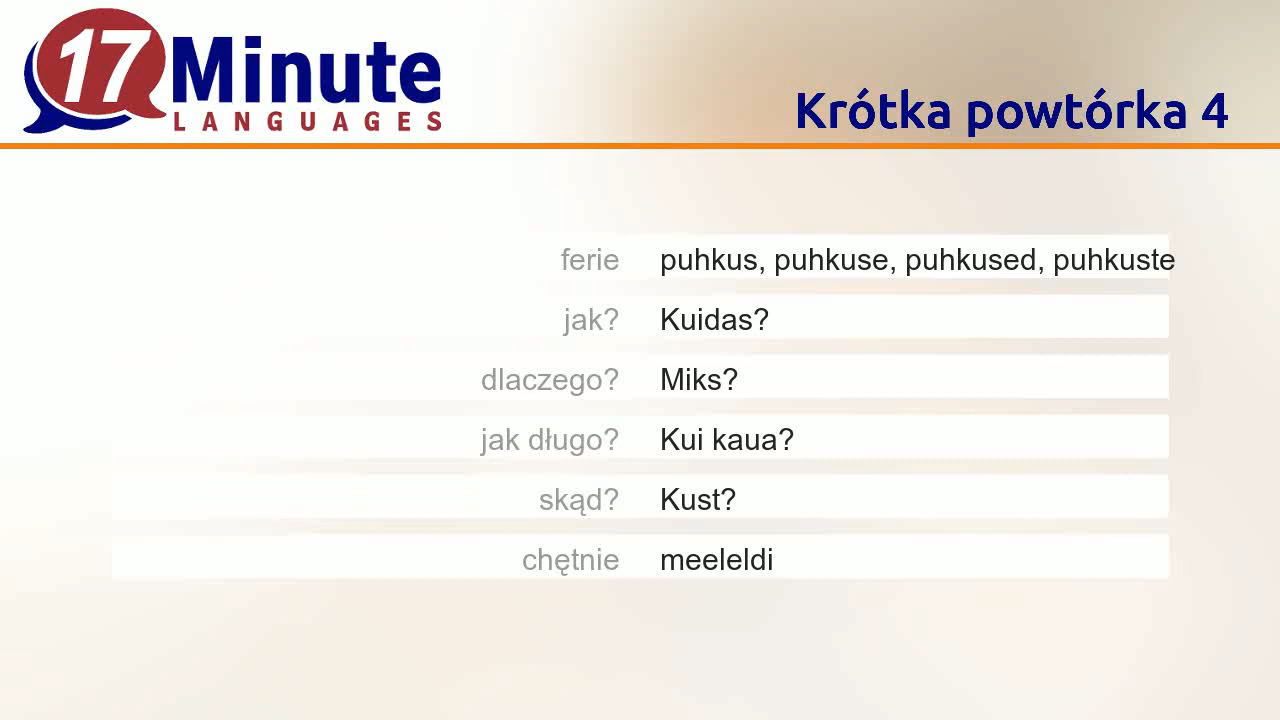 17 Minute
LANGUAGES
Krótka powtórka 4
ferie puhkus, puhkuse, puhkused, puhkuste
jak? Kuidas?
dlaczego? Miks?
jak długo? Kui kaua?
skąd? Kust?
chętnie meeleldi